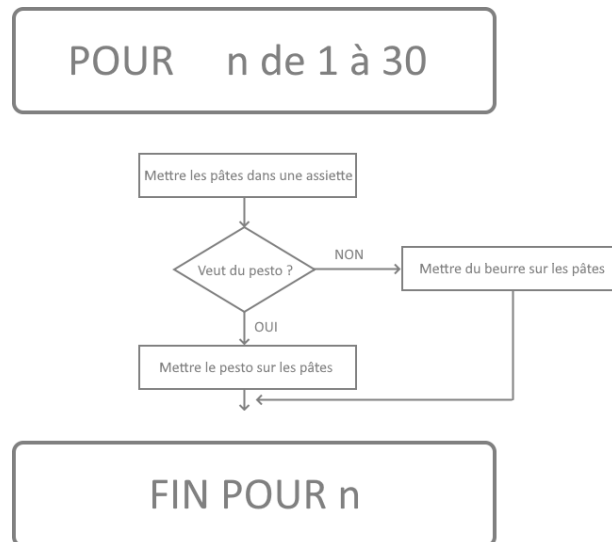 POUR n de 1 à 30
Mettre les pâtes dans une assiette
Veut du pesto ?
NON
Mettre du beurre sur les pâtes
OUI
Mettre le pesto sur les pâtes
FIN POUR n